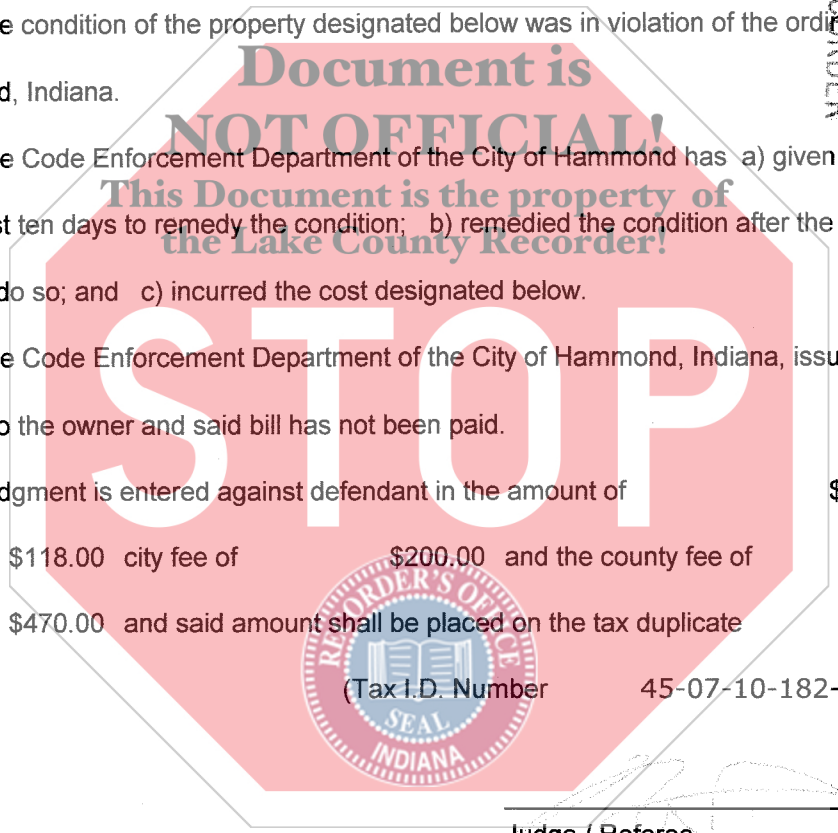 e condition of the property designated below was in violation of the ordi
Document is
d, Indiana.
NOT OFFICIAL!
e Code Enforcement Department of the City of Hammond has a) given
This Document is the property of
st ten days to remedy the condition; b) remedied the condition after the
the Lake County Recorder!
do so; and c) incurred the cost designated below.
STOP
e Code Enforcement Department of the City of Hammond, Indiana, issu
o the owner and said bill has not been paid.
dgment is entered against defendant in the amount of $
$118.00 city fee of $200.00 and the county fee of
$470.00 and said amount shall be placed on the tax duplicate
RECORDER'S OFFICE
(Tax I.D. Number 45-07-10-182-
SEAL
INDIANA
Judge / Referee